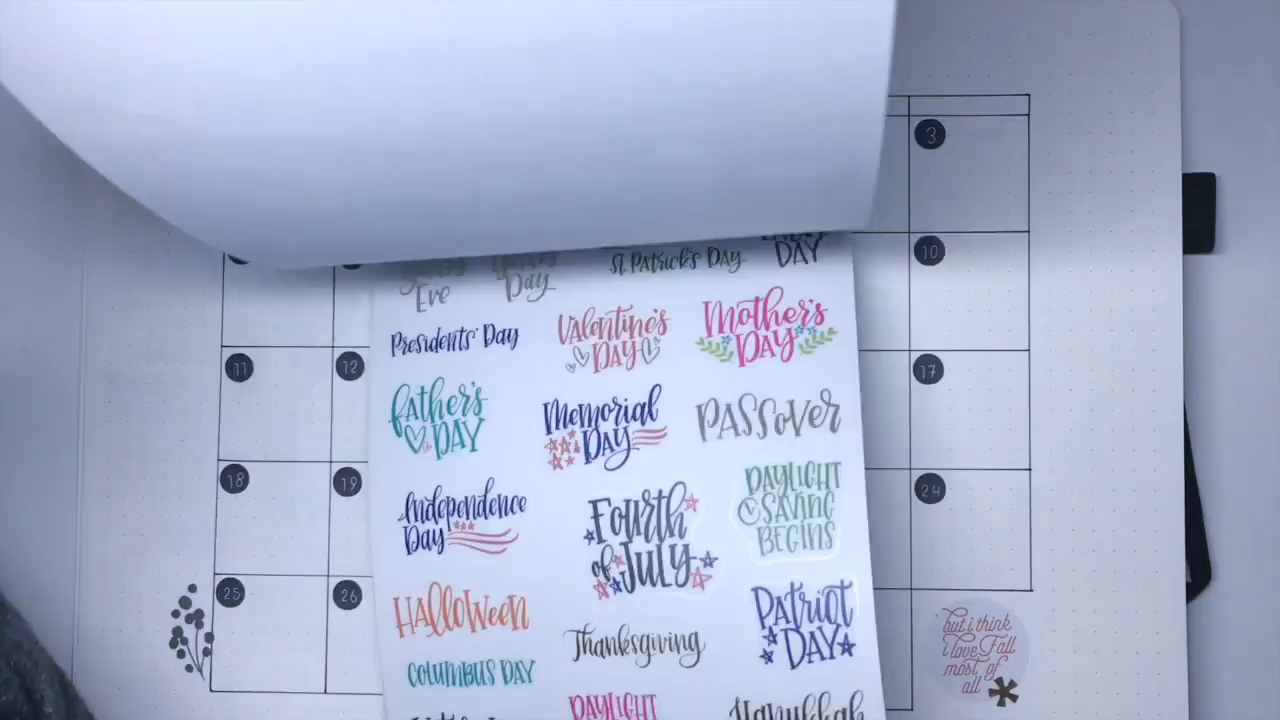 3
10
St. Patrick's Day
DAY
Eve
Day
Presidents' Day
Valentine's
DAY
Mother's
DAY
11
12
17
Father's
DAY
Memorial
DAY
PASSOVER
18
19
24
Independence
Day
Fourth
of JULY
DAYLIGHT
SAVING
BEGINS
25
26
HALLOWEEN
Thanksgiving
PATRIOT
DAY
COLUMBUS DAY
DAYLIGHT
Hanukkah
but i think
i love Fall
most of
all